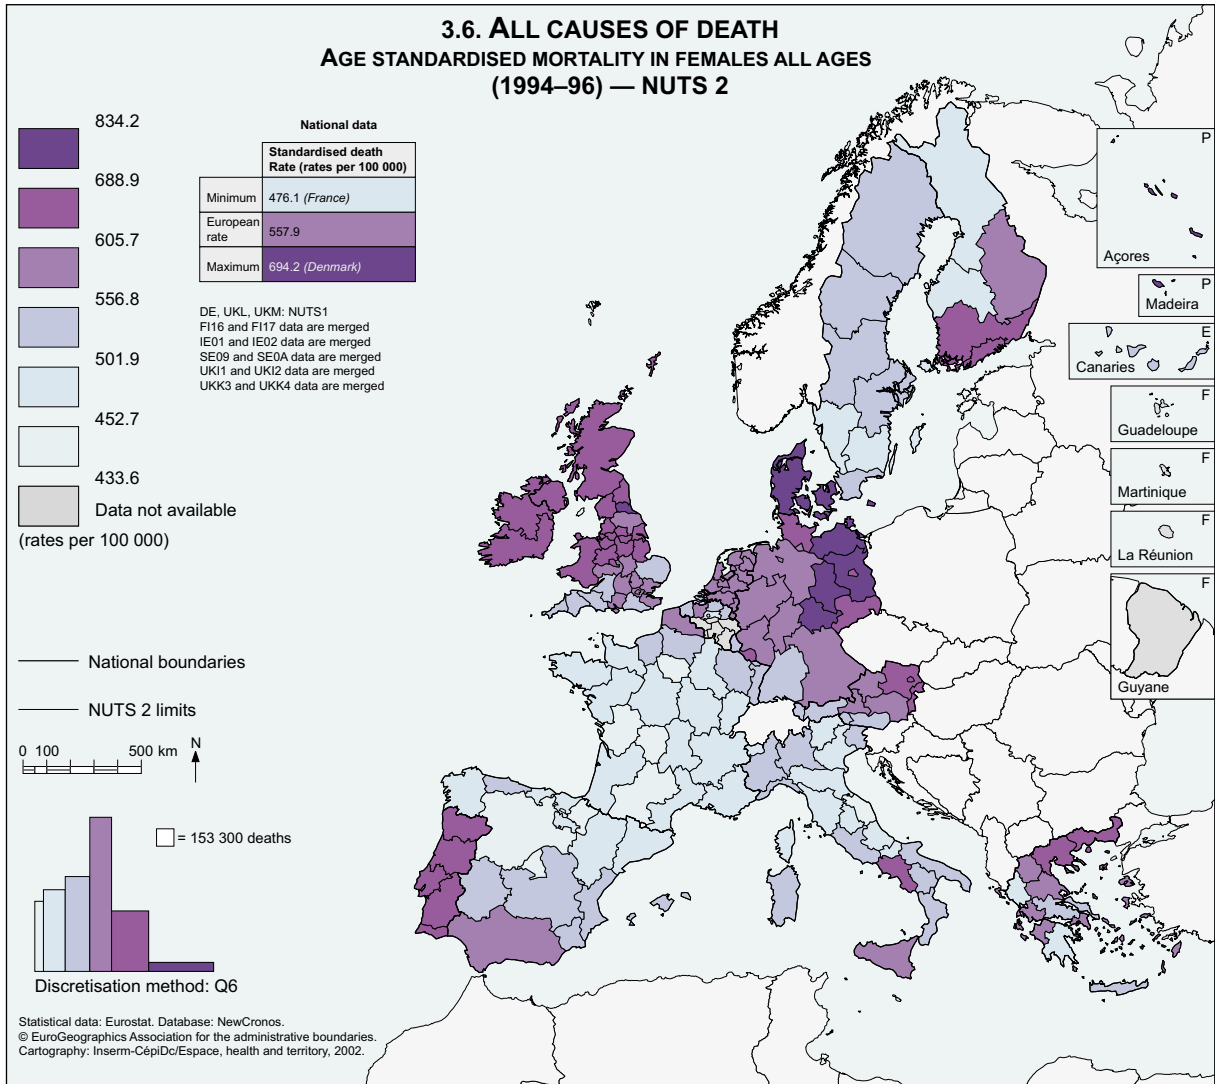 3.6. ALL CAUSES OF DEATH
AGE STANDARDISED MORTALITY IN FEMALES ALL AGES
(1994–96) — NUTS 2
834.2
688.9
605.7
556.8
501.9
452.7
433.6
Data not available
(rates per 100 000)
National data
Standardised death
Rate (rates per 100 000)
Minimum 476.1 (France)
European
rate 557.9
Maximum 694.2 (Denmark)
DE, UKL, UKM: NUTS1
FI16 and FI17 data are merged
IE01 and IE02 data are merged
SE09 and SE0A data are merged
UKI1 and UKI2 data are merged
UKK3 and UKK4 data are merged
P
Açores
P
Madeira
E
Canaries
F
Guadeloupe
F
Martinique
F
La Réunion
F
Guyane
National boundaries
NUTS 2 limits
0 100 500 km N
= 153 300 deaths
Discretisation method: Q6
Statistical data: Eurostat. Database: NewCronos.
© EuroGeographics Association for the administrative boundaries.
Cartography: Inserm-CépiDc/Espace, health and territory, 2002.